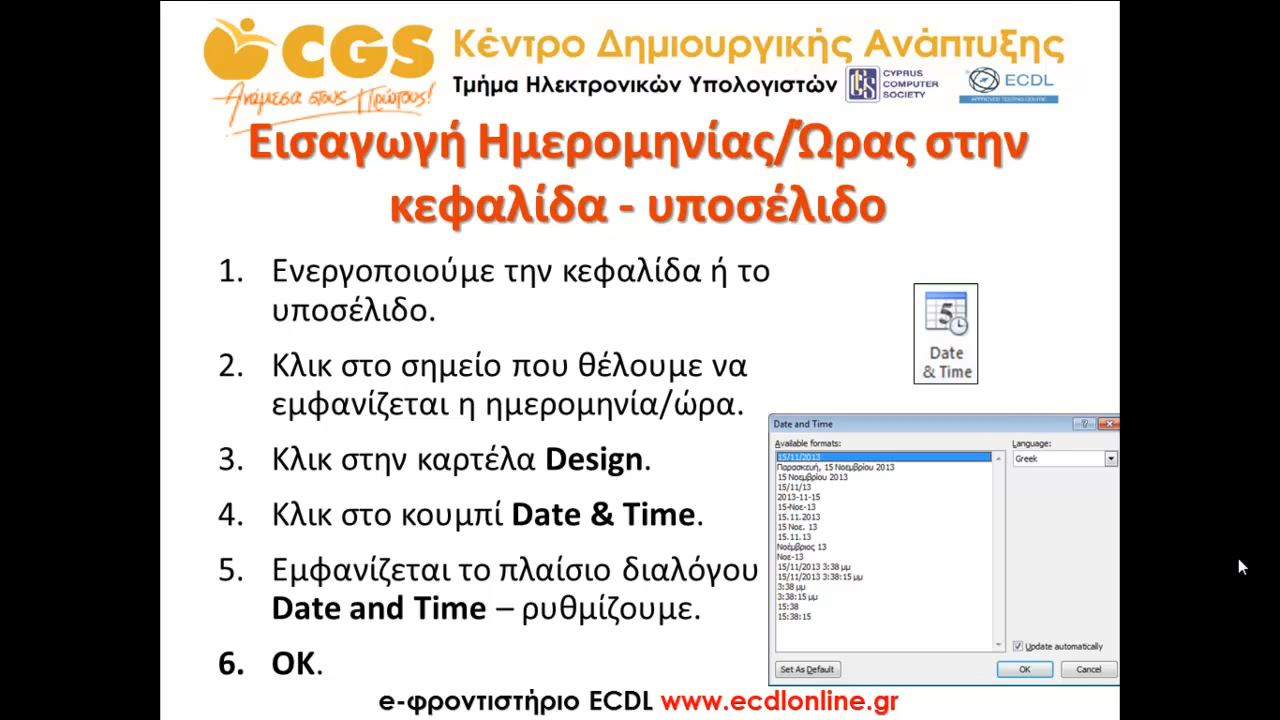 CGS
Ανάμεσα στους Πρώτους!
Κέντρο Δημιουργικής Ανάπτυξης
Τμήμα Ηλεκτρονικών Υπολογιστών
CYPRUS
COMPUTER
SOCIETY
ECDL
APPROVED TESTING CENTRE
Εισαγωγή Ημερομηνίας/Ώρας στην
κεφαλίδα - υποσέλιδο
1. Ενεργοποιούμε την κεφαλίδα ή το
υποσέλιδο.
2. Κλικ στο σημείο που θέλουμε να
εμφανίζεται η ημερομηνία/ώρα.
3. Κλικ στην καρτέλα Design.
4. Κλικ στο κουμπί Date & Time.
5. Εμφανίζεται το πλαίσιο διαλόγου
Date and Time – ρυθμίζουμε.
6. OK.
5
Date
& Time
Date and Time
Available formats:
15/11/2013
Παρασκευή, 15 Νοεμβρίου 2013
15 Νοεμβρίου 2013
15/11/13
2013-11-15
15-Νοε-13
15.11.2013
15 Νοε. 13
15.11.13
Νοέμβριος 13
Νοε-13
15/11/2013 3:38 μμ
15/11/2013 3:38:15 μμ
3:38 μμ
3:38:15 μμ
15:38
15:38:15
Language:
Greek
Update automatically
Set As Default
OK
Cancel
e-φροντιστήριο ECDL www.ecdlonline.gr